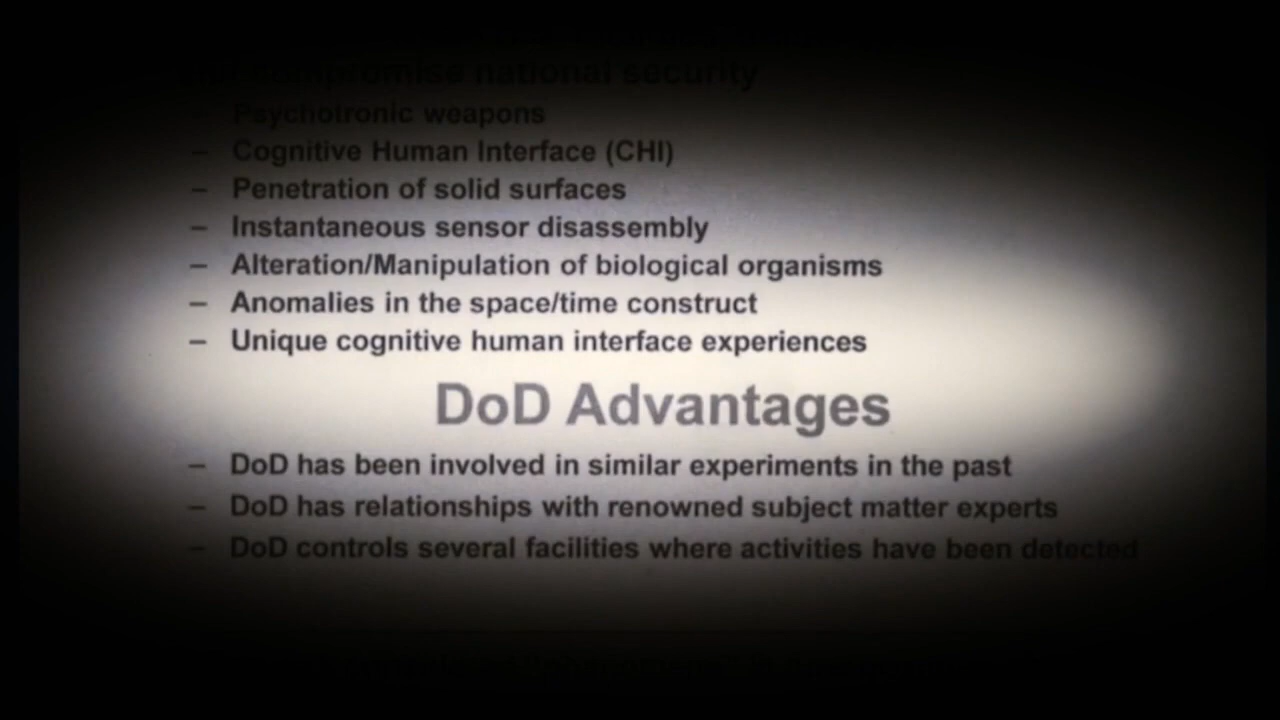 compromise national security
Psychotronic weapons
– Cognitive Human Interface (CHI)
– Penetration of solid surfaces
– Instantaneous sensor disassembly
– Alteration/Manipulation of biological organisms
– Anomalies in the space/time construct
– Unique cognitive human interface experiences
DoD Advantages
– DoD has been involved in similar experiments in the past
– DoD has relationships with renowned subject matter experts
– DoD controls several facilities where activities have been detected